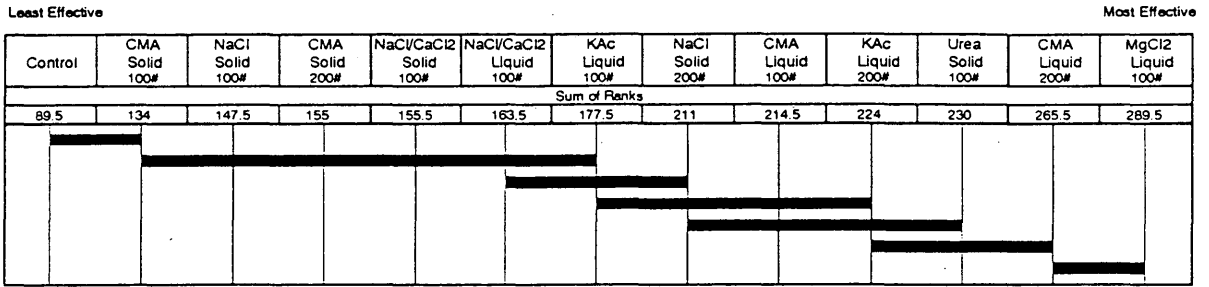 Least Effective Most Effective
Control CMA NaCl CMA NaCl/CaCl2 NaCl/CaCl2 KAc NaCl CMA KAc Urea CMA MgCl2
Solid Solid Solid Solid Liquid Liquid Solid Liquid Liquid Solid Liquid Liquid
100# 100# 200# 100# 100# 100# 200# 100# 200# 100# 200# 100#
Sum of Ranks
89.5 134 147.5 155 155.5 163.5 177.5 211 214.5 224 230 265.5 289.5